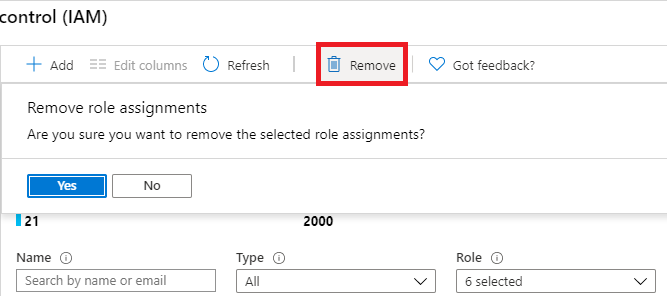 control (IAM)
Add Edit columns Refresh Remove Got feedback?
Remove role assignments
Are you sure you want to remove the selected role assignments?
Yes No
21 2000
Name Type Role
Search by name or email All 6 selected